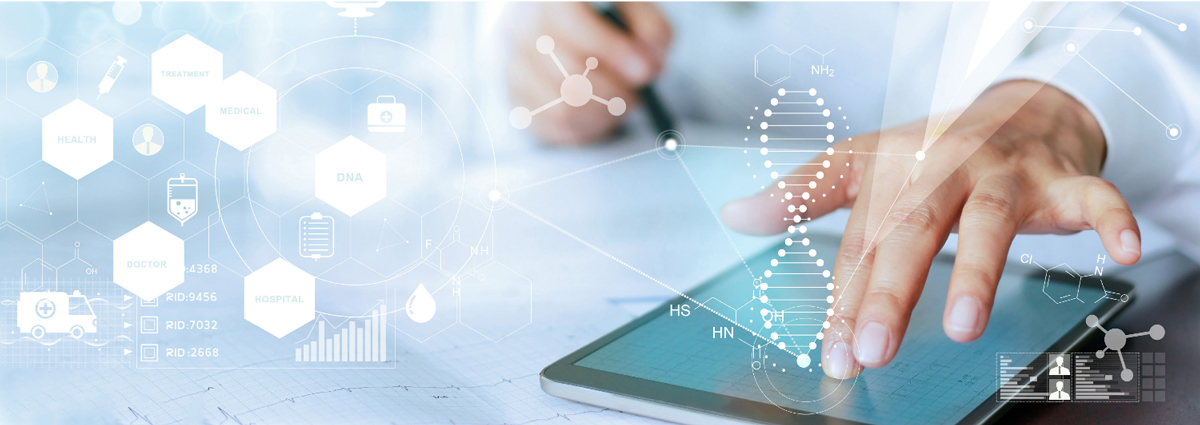 TREATMENT
MEDICAL
HEALTH
DNA
DOCTOR
HOSPITAL
:4368
RID:9456
RID:7032
RID:2668
OH
F
NH
N
H
NH₂
HS
HN
OH
O
Cl
H
N
O